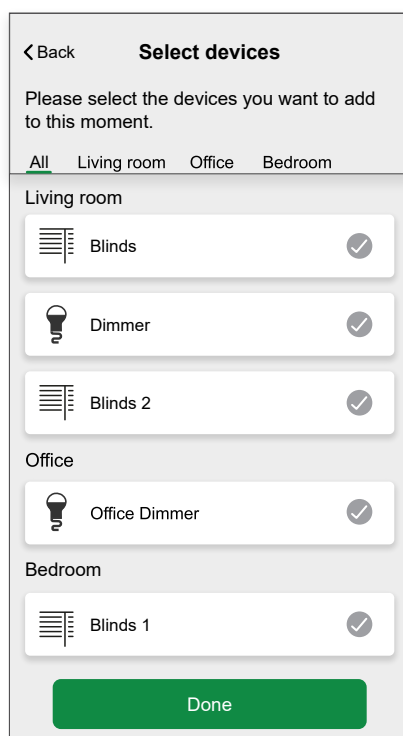 Back Select devices
Please select the devices you want to add
to this moment.
All Living room Office Bedroom
Living room
Blinds
Dimmer
Blinds 2
Office
Office Dimmer
Bedroom
Blinds 1
Done